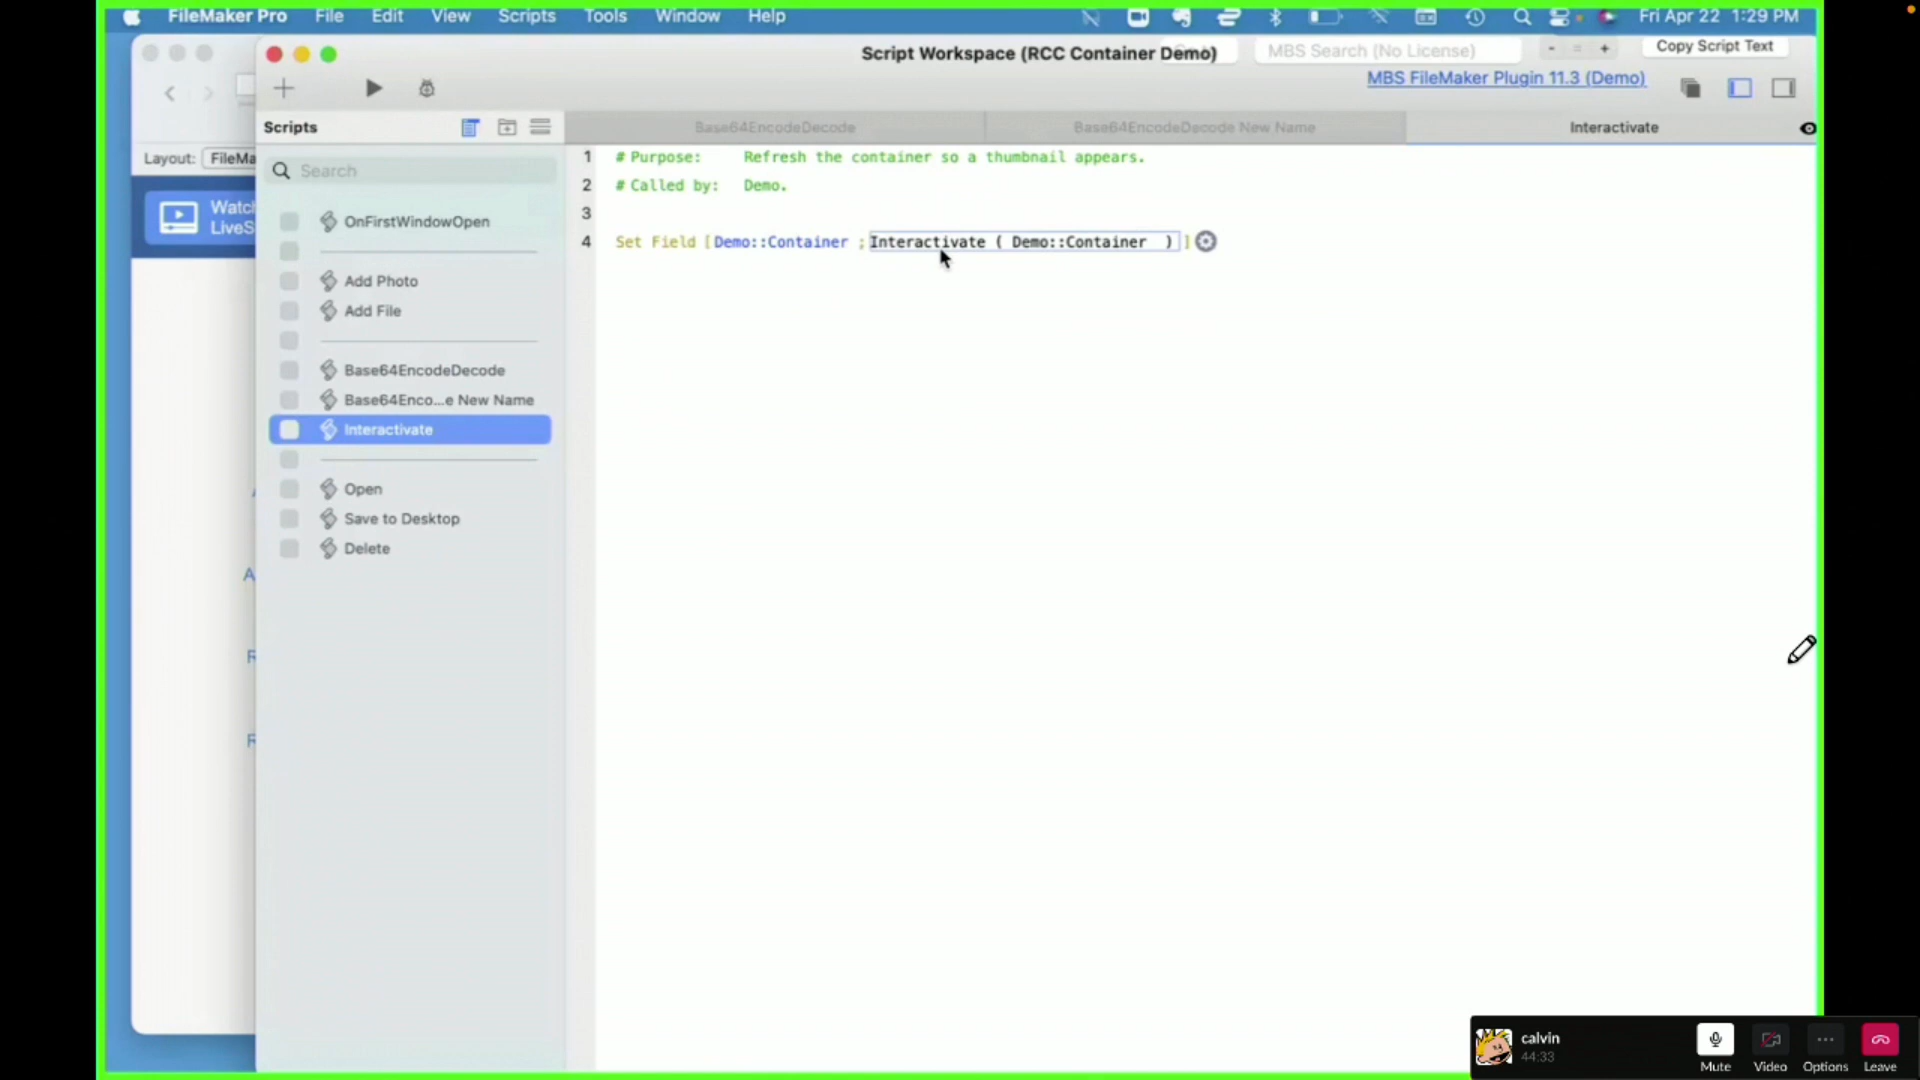 FileMaker Pro File Edit View Scripts Tools Window Help Fri Apr 22 1:29 PM
Script Workspace (RCC Container Demo) MBS Search (No License) - = + Copy Script Text
MBS FileMaker Plugin 11.3 (Demo)
Scripts Base64EncodeDecode Base64EncodeDecode New Name Interactivate
Layout: FileMa
Search
Watc
LiveS
OnFirstWindowOpen
Add Photo
Add File
Base64EncodeDecode
Base64Enco...e New Name
Interactivate
Open
Save to Desktop
Delete
A
A
R
R
1 # Purpose: Refresh the container so a thumbnail appears.
2 # Called by: Demo.
3
4 Set Field [ Demo::Container ; Interactivate ( Demo::Container ) ]
calvin
44:33
Mute Video Options Leave